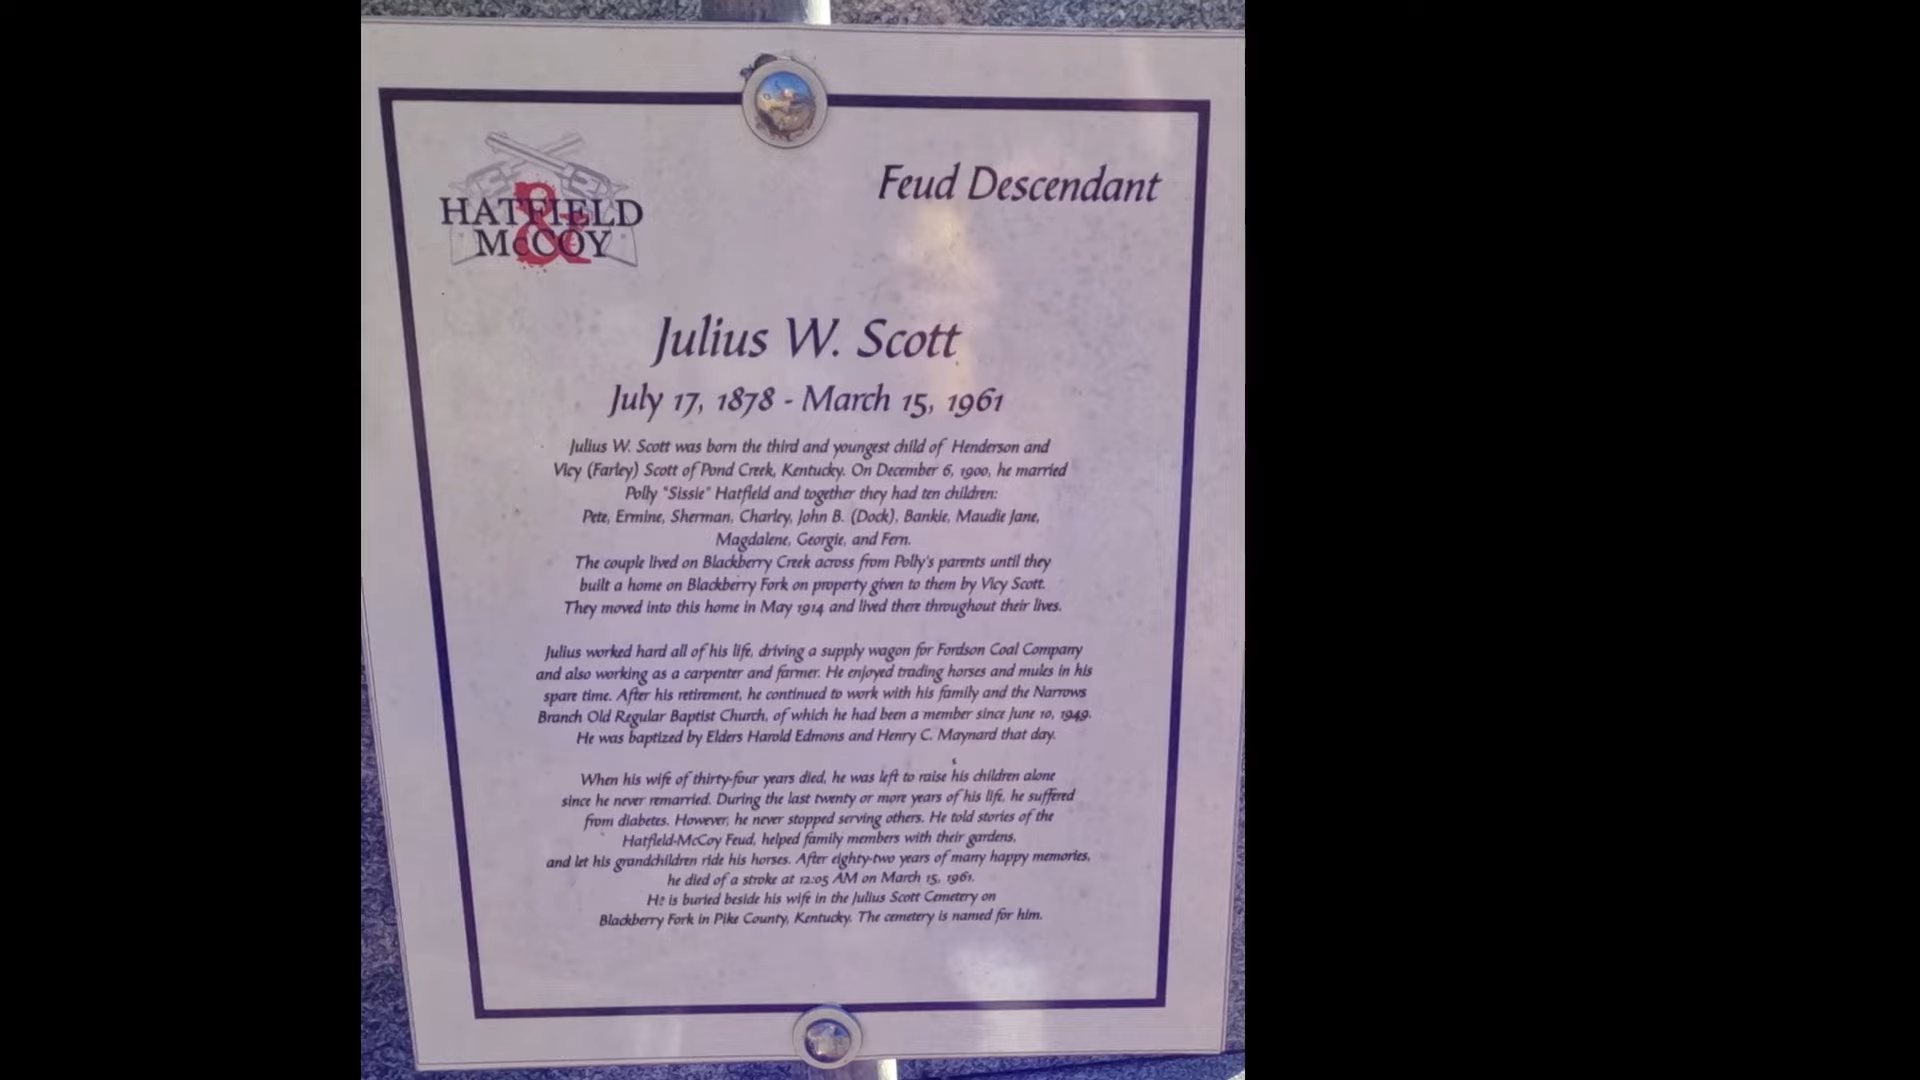 HATFIELD
&
McCOY
Feud Descendant
Julius W. Scott
July 17, 1878 - March 15, 1961
Julius W. Scott was born the third and youngest child of Henderson and
Vicy (Farley) Scott of Pond Creek, Kentucky. On December 6, 1900, he married
Polly "Sissie" Hatfield and together they had ten children:
Pete, Ermine, Sherman, Charley, John B. (Dock), Bankie, Maudie Jane,
Magdalene, Georgie, and Fern.
The couple lived on Blackberry Creek across from Polly's parents until they
built a home on Blackberry Fork on property given to them by Vicy Scott.
They moved into this home in May 1914 and lived there throughout their lives.
Julius worked hard all of his life, driving a supply wagon for Fordson Coal Company
and also working as a carpenter and farmer. He enjoyed trading horses and mules in his
spare time. After his retirement, he continued to work with his family and the Narrows
Branch Old Regular Baptist Church, of which he had been a member since June 10, 1949.
He was baptized by Elders Harold Edmons and Henry C. Maynard that day.
When his wife of thirty-four years died, he was left to raise his children alone
since he never remarried. During the last twenty or more years of his life, he suffered
from diabetes. However, he never stopped serving others. He told stories of the
Hatfield-McCoy Feud, helped family members with their gardens,
and let his grandchildren ride his horses. After eighty-two years of many happy memories,
he died of a stroke at 12:05 AM on March 15, 1961.
He is buried beside his wife in the Julius Scott Cemetery on
Blackberry Fork in Pike County, Kentucky. The cemetery is named for him.